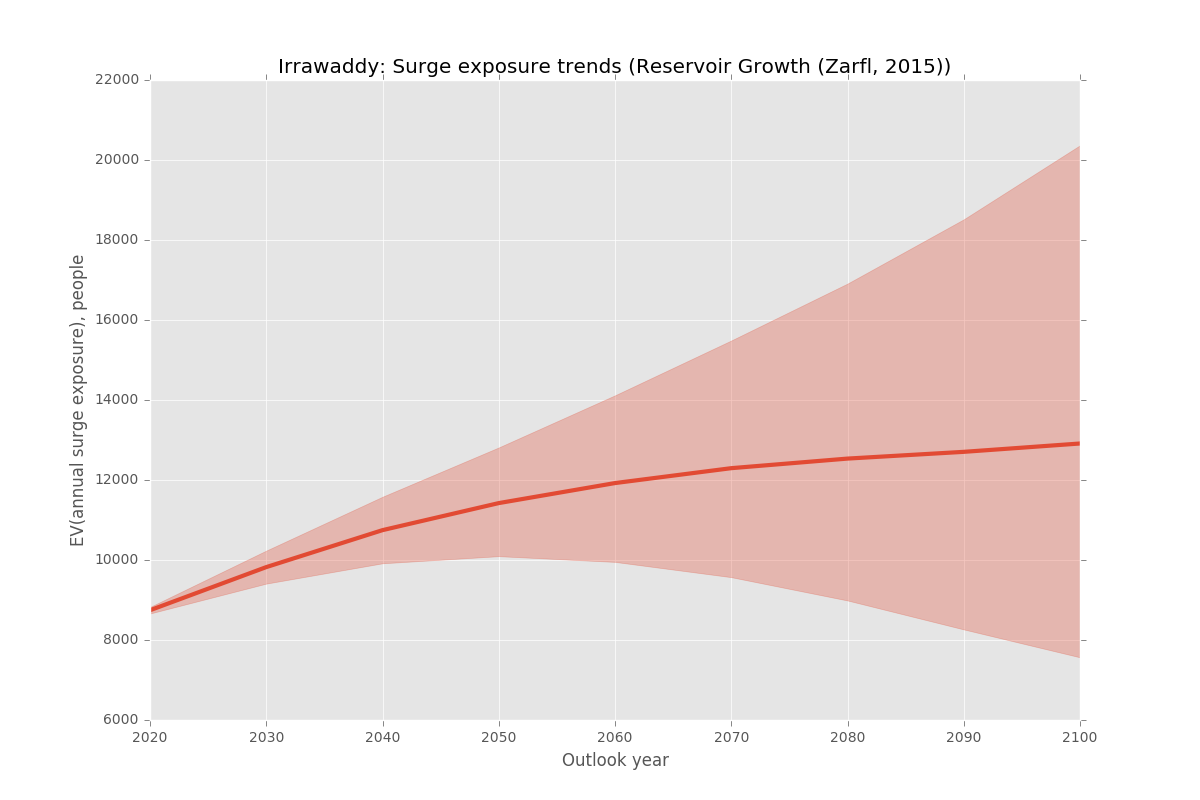 Irrawaddy: Surge exposure trends (Reservoir Growth (Zarfl, 2015))
22000
20000
18000
16000
14000
12000
10000
8000
6000
EV(annual surge exposure), people
2020 2030 2040 2050 2060 2070 2080 2090 2100
Outlook year